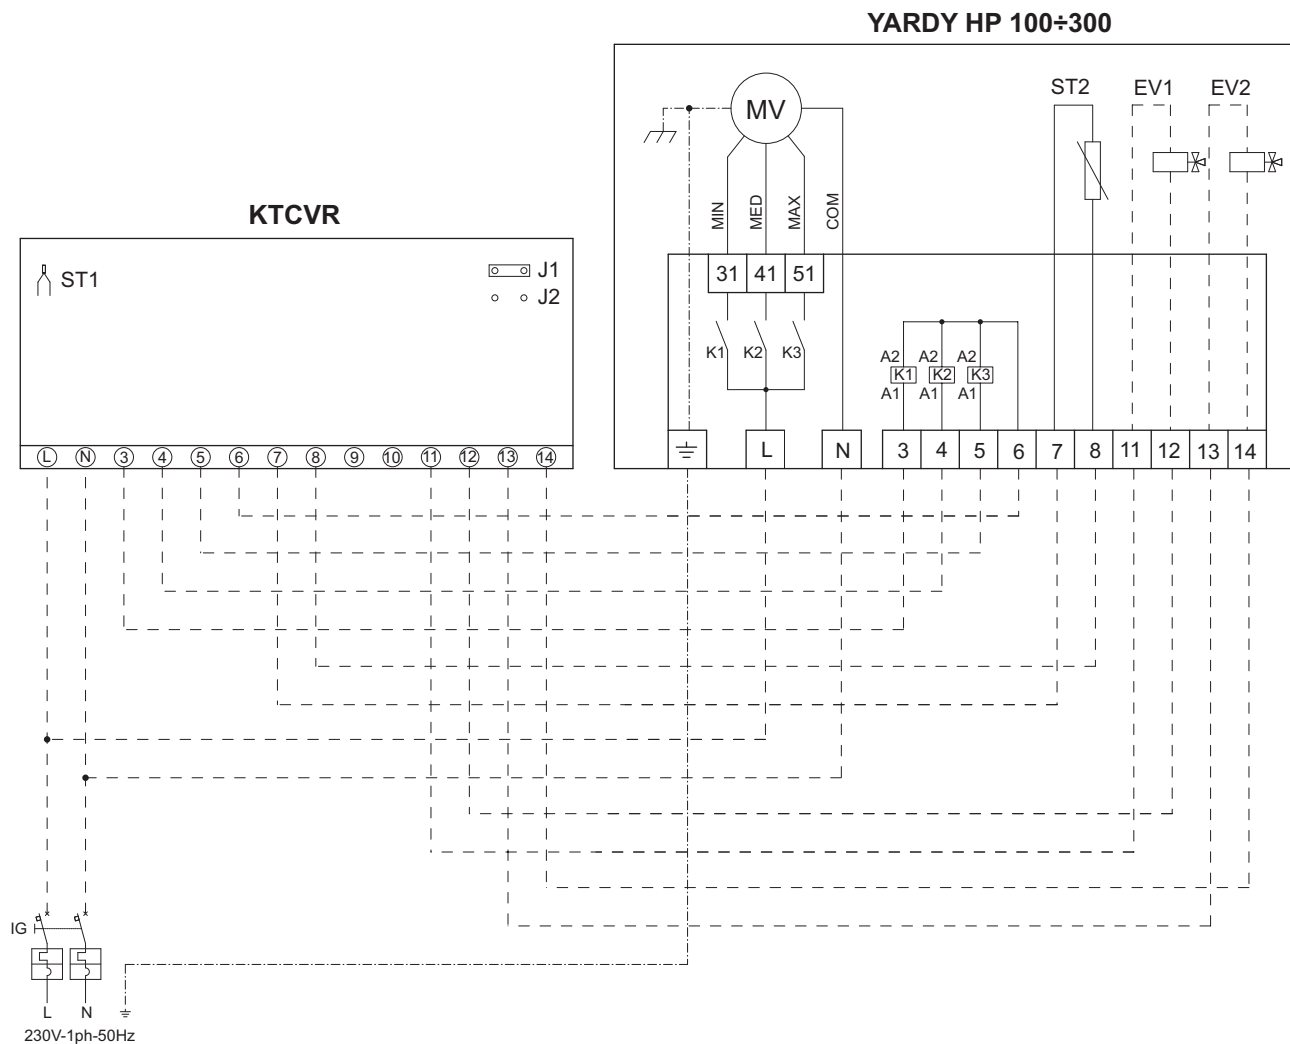 YARDY HP 100÷300
ST2 EV1 EV2
MV
MIN MED MAX COM
KTCVR
ST1
J1
J2
31 41 51
K1 K2 K3
A2 A2 A2
K1 K2 K3
A1 A1 A1
L N 3 4 5 6 7 8 9 10 11 12 13 14
L N 3 4 5 6 7 8 11 12 13 14
IG
L N
230V-1ph-50Hz